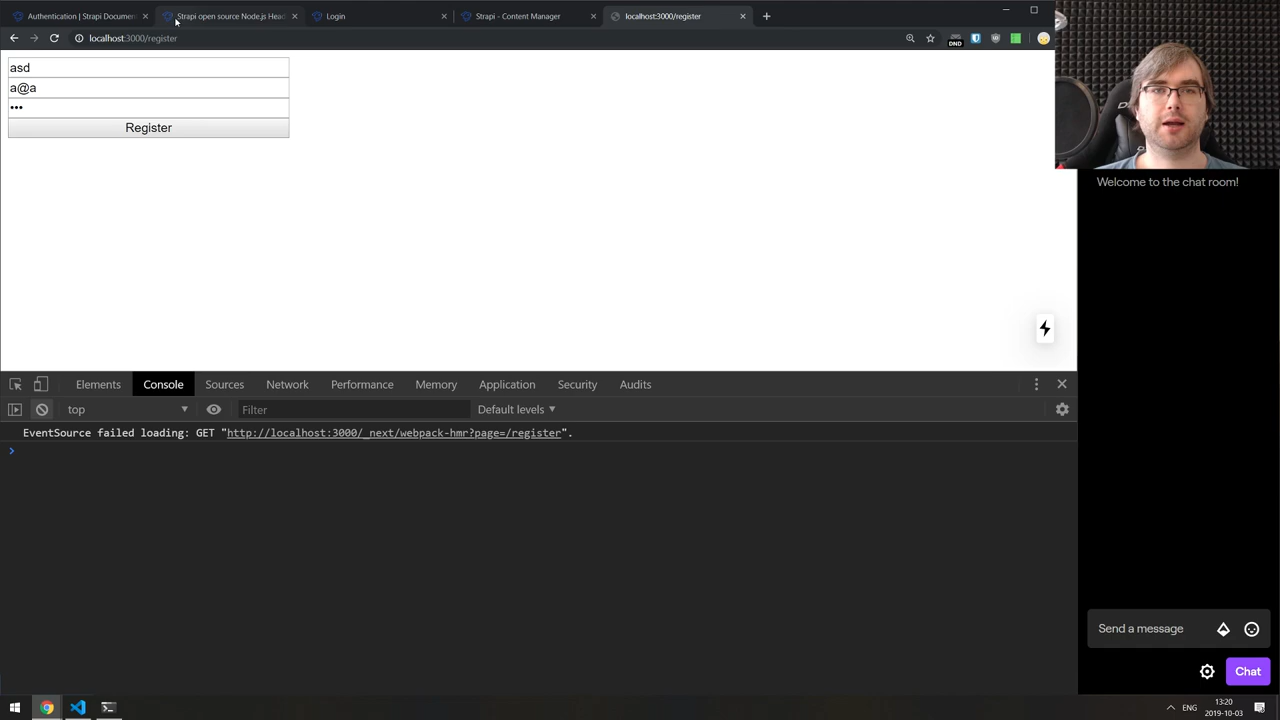 Authentication | Strapi Documen
Strapi open source Node.js Head
Login
Strapi - Content Manager
localhost:3000/register
localhost:3000/register
DND
asd
a@a
•••
Register
Welcome to the chat room!
Elements
Console
Sources
Network
Performance
Memory
Application
Security
Audits
top
Filter
Default levels
EventSource failed loading: GET "http://localhost:3000/_next/webpack-hmr?page=/register".
Send a message
Chat
ENG
13:20
2019-10-03